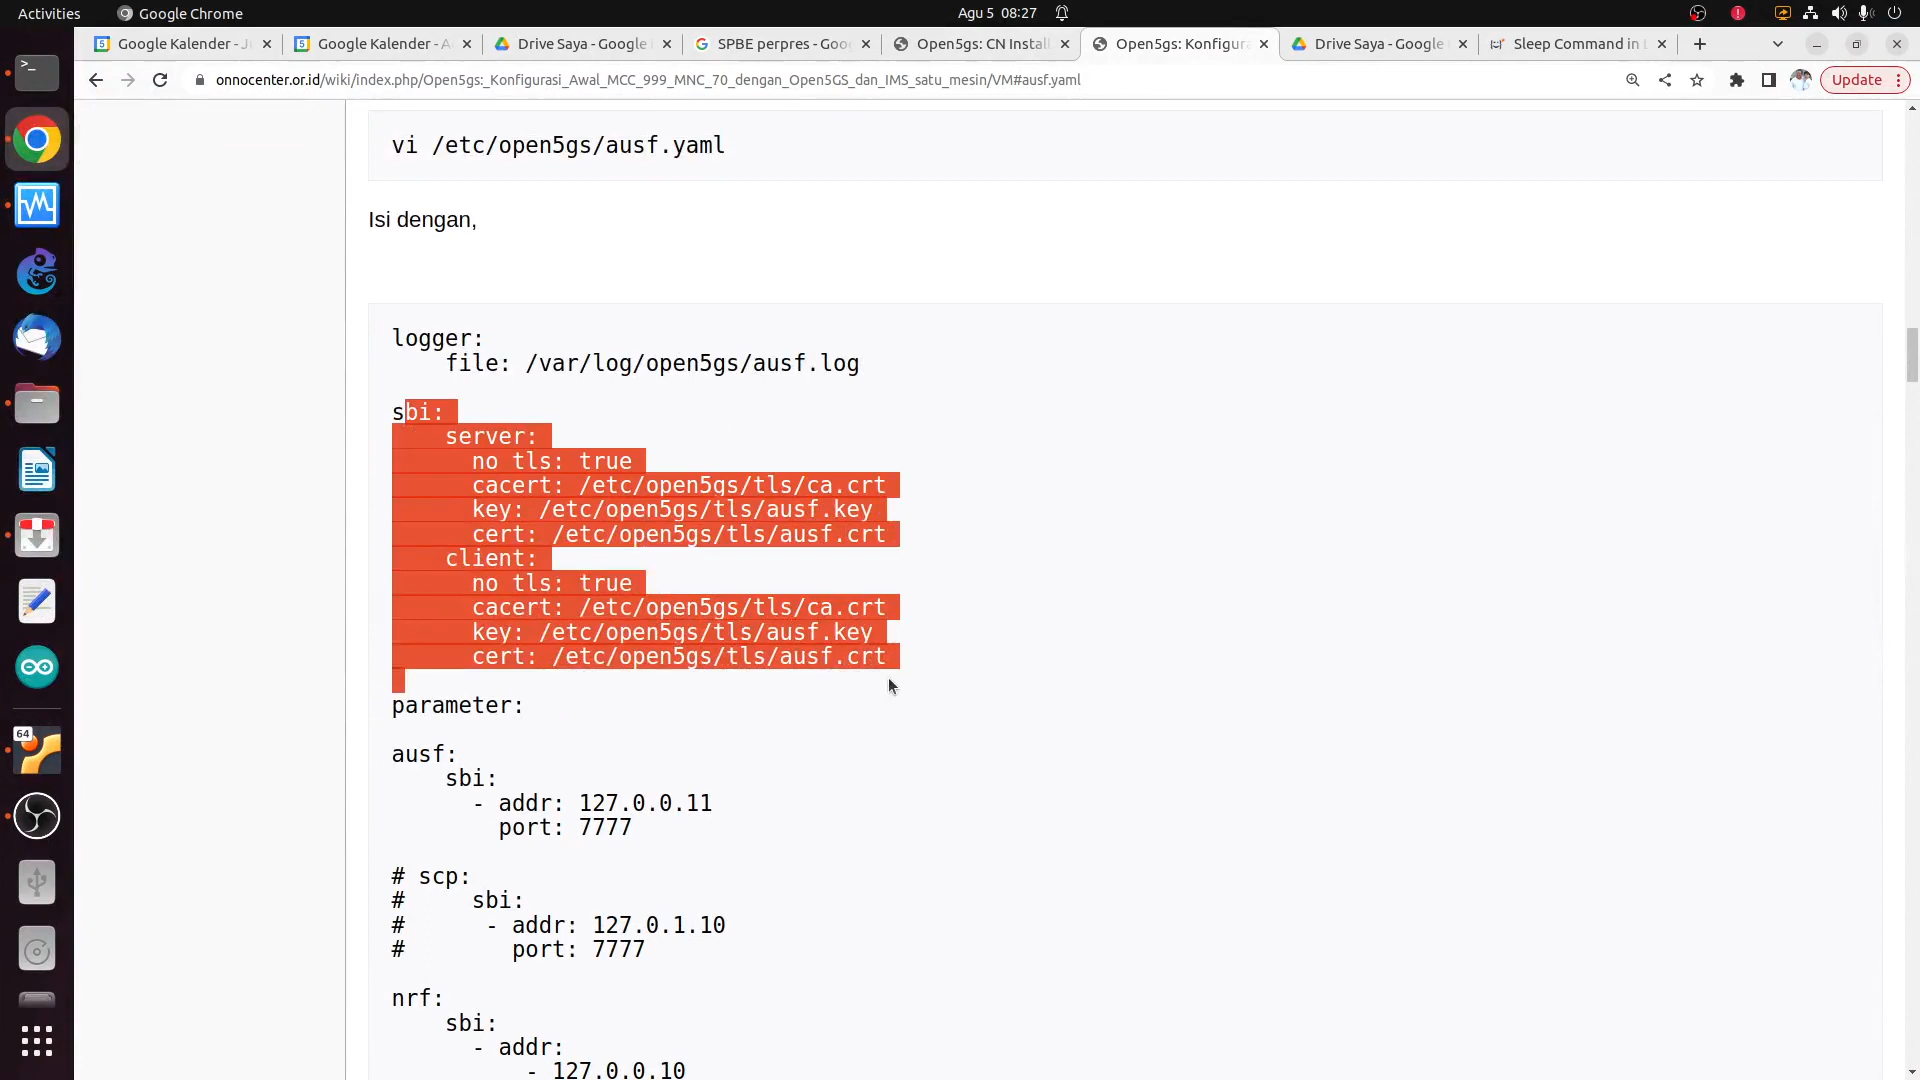 Activities
Google Chrome
Agu 5 08:27
Google Kalender - J
Google Kalender - A
Drive Saya - Google
SPBE perpres - Goo
Open5gs: CN Install
Open5gs: Konfigura
Drive Saya - Google
Sleep Command in L
onnocenter.or.id/wiki/index.php/Open5gs:_Konfigurasi_Awal_MCC_999_MNC_70_dengan_Open5GS_dan_IMS_satu_mesin/VM#ausf.yaml
Update
vi /etc/open5gs/ausf.yaml
Isi dengan,
logger:
    file: /var/log/open5gs/ausf.log
sbi:
    server:
      no tls: true
      cacert: /etc/open5gs/tls/ca.crt
      key: /etc/open5gs/tls/ausf.key
      cert: /etc/open5gs/tls/ausf.crt
    client:
      no tls: true
      cacert: /etc/open5gs/tls/ca.crt
      key: /etc/open5gs/tls/ausf.key
      cert: /etc/open5gs/tls/ausf.crt
parameter:
ausf:
    sbi:
      - addr: 127.0.0.11
        port: 7777
# scp:
#     sbi:
#      - addr: 127.0.1.10
#        port: 7777
nrf:
    sbi:
      - addr:
          - 127.0.0.10
64